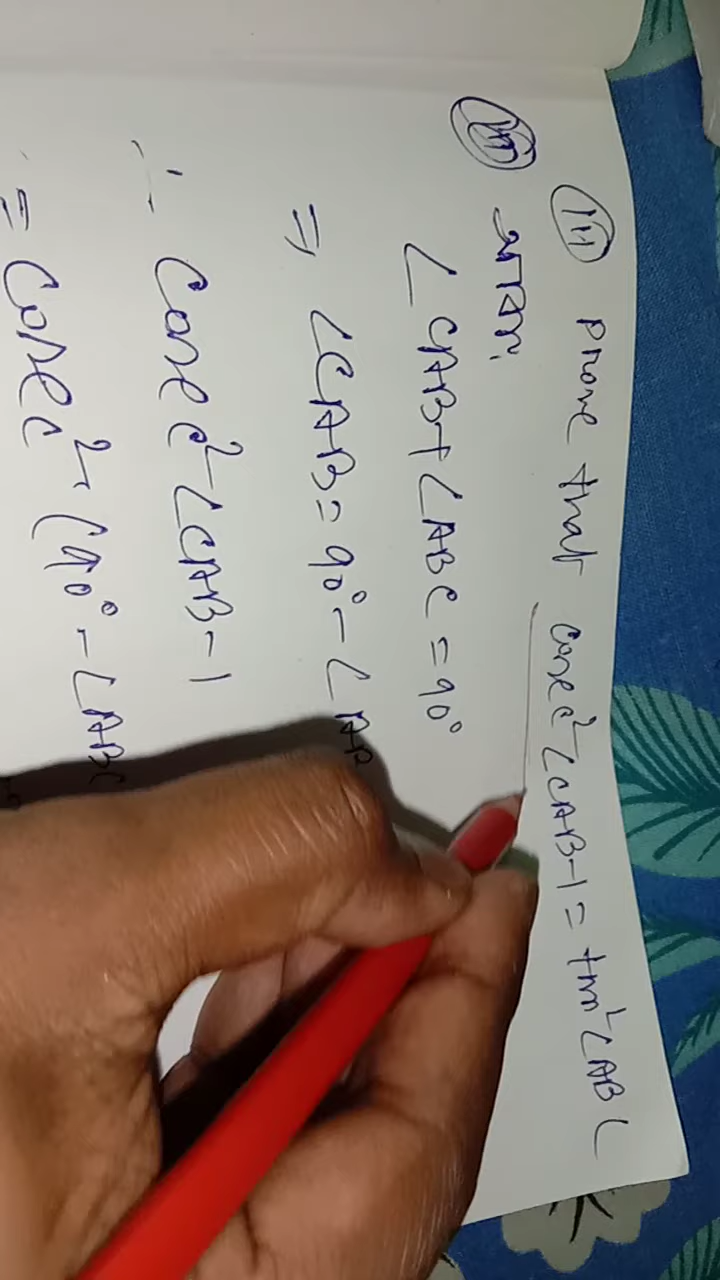 (iii) prove that cosec²∠CAB-1 = tan²∠ABC
∠CAB+∠ABC = 90°
⇒ ∠CAB = 90° - ∠AB
∴ cosec²∠CAB-1
= cosec² (90° - ∠ABC